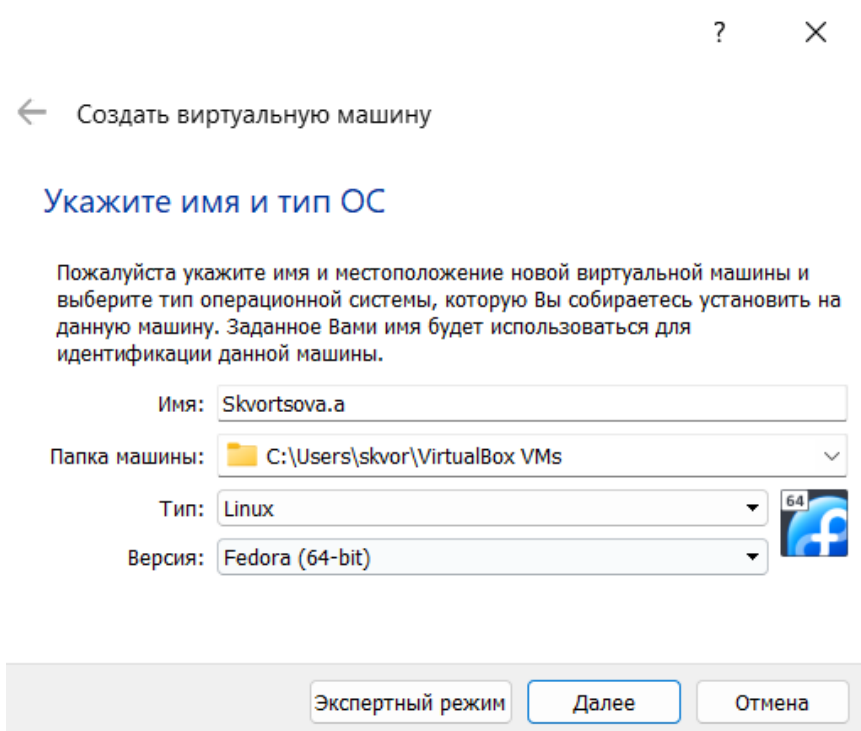 ?
Создать виртуальную машину
Укажите имя и тип ОС
Пожалуйста укажите имя и местоположение новой виртуальной машины и
выберите тип операционной системы, которую Вы собираетесь установить на
данную машину. Заданное Вами имя будет использоваться для
идентификации данной машины.
Имя: Skvortsova.a
Папка машины: C:\Users\skvor\VirtualBox VMs
Тип: Linux
64
Версия: Fedora (64-bit)
Экспертный режим Далее Отмена